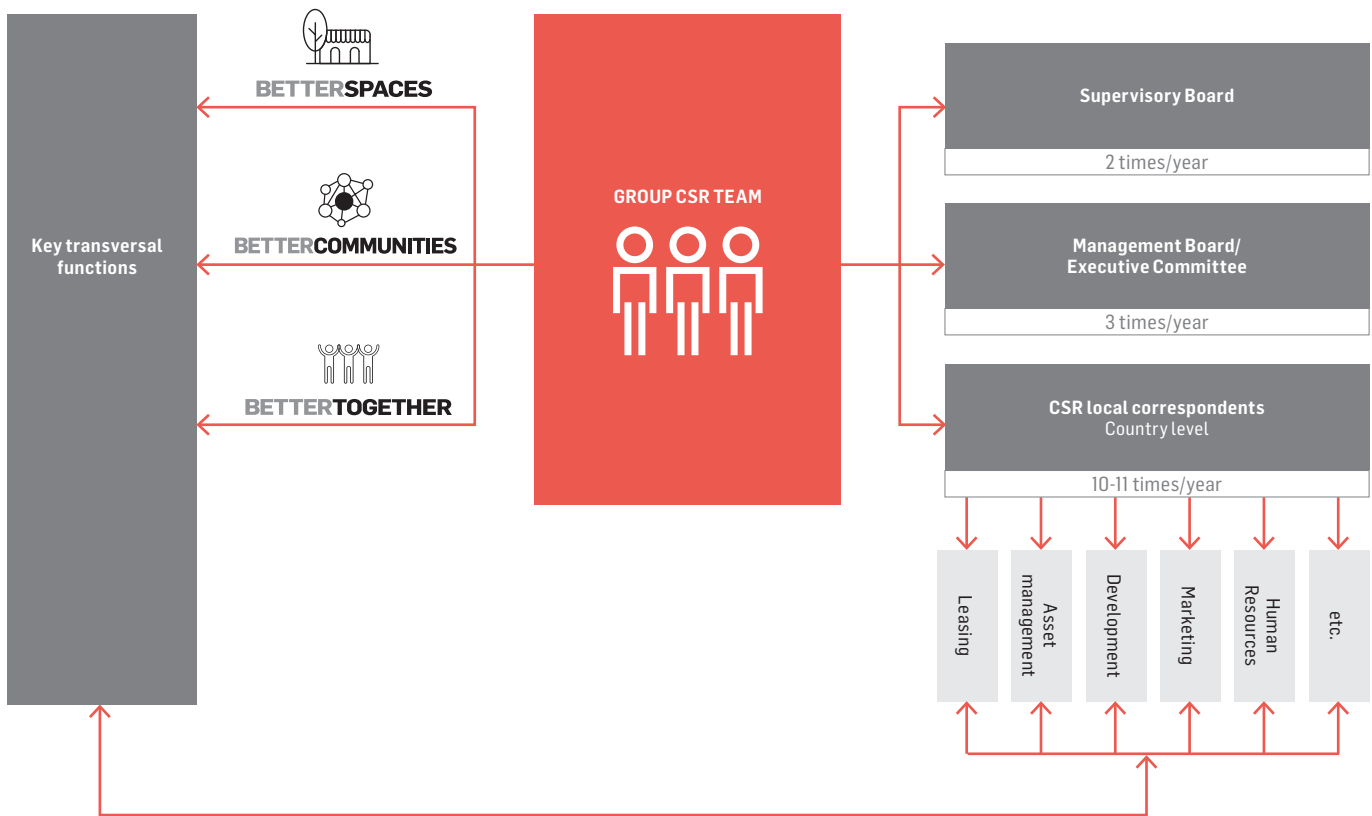 Key transversal
functions
BETTERSPACES
BETTERCOMMUNITIES
BETTERTOGETHER
GROUP CSR TEAM
Supervisory Board
2 times/year
Management Board/
Executive Committee
3 times/year
CSR local correspondents
Country level
10-11 times/year
Leasing
Asset
management
Development
Marketing
Human
Resources
etc.